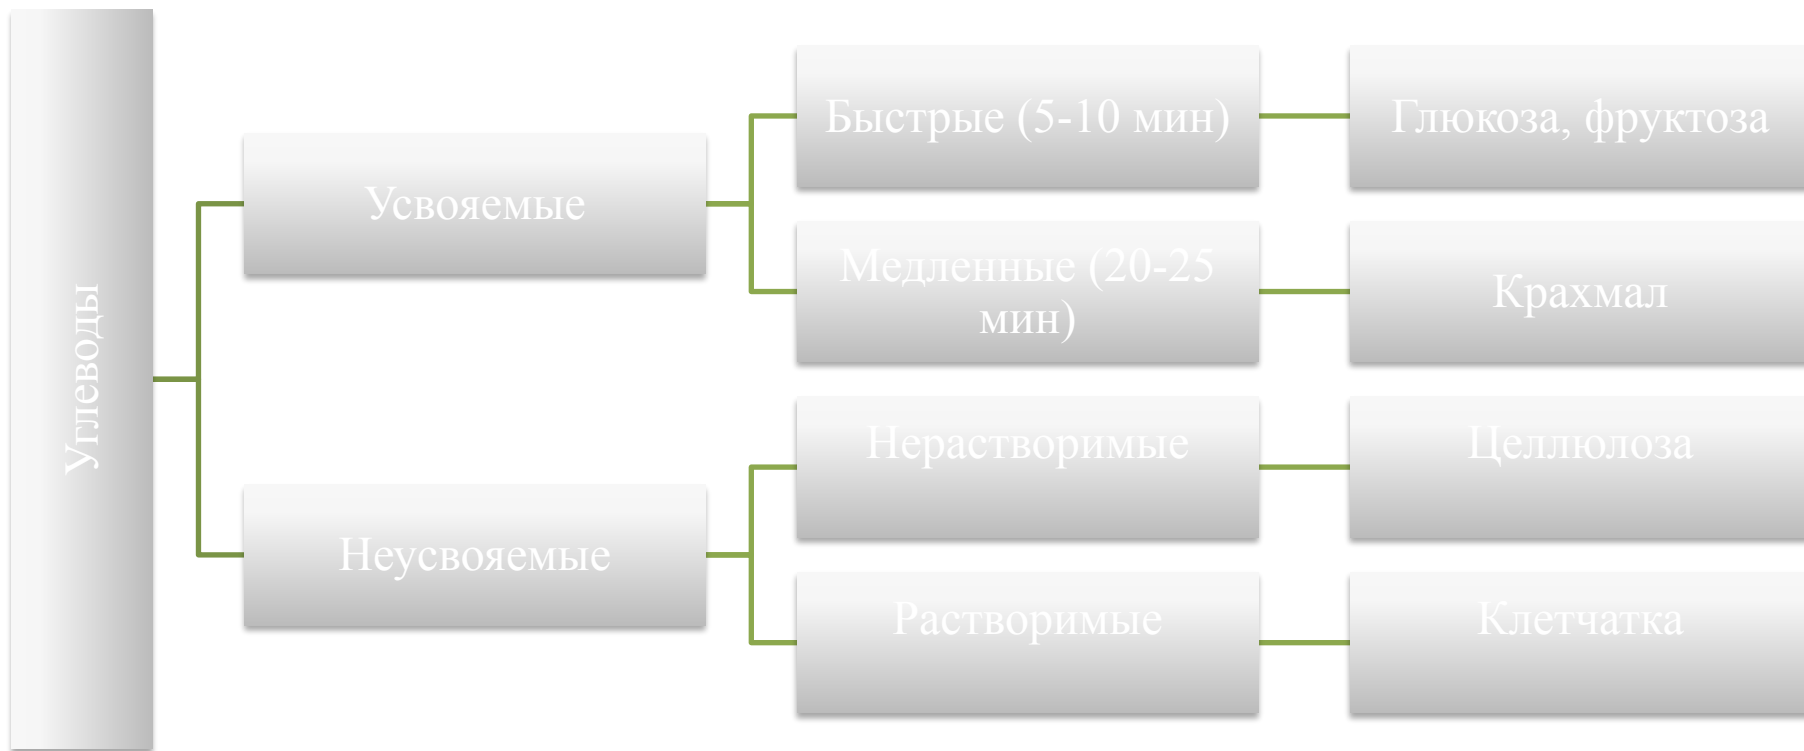 Углеводы
Усвояемые
Быстрые (5-10 мин)
Глюкоза, фруктоза
Медленные (20-25
мин)
Крахмал
Неусвояемые
Нерастворимые
Целлюлоза
Растворимые
Клетчатка